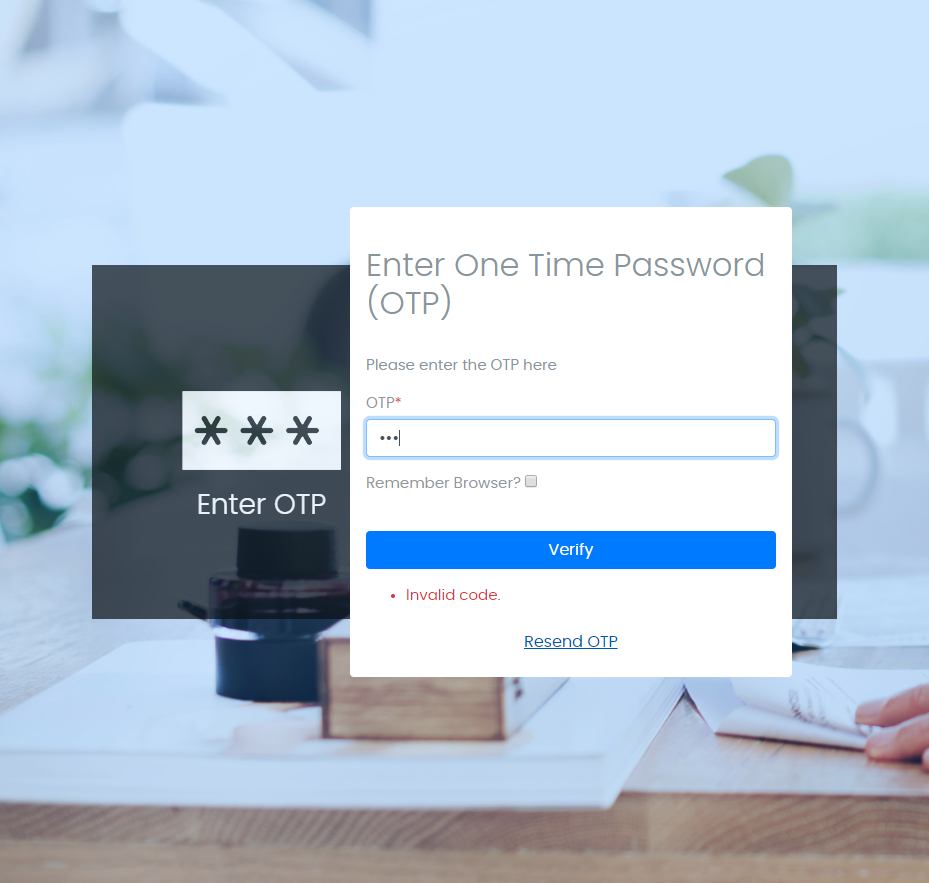 Enter One Time Password
(OTP)
Please enter the OTP here
OTP*
•••
Remember Browser?
Verify
Invalid code.
Resend OTP
***
Enter OTP